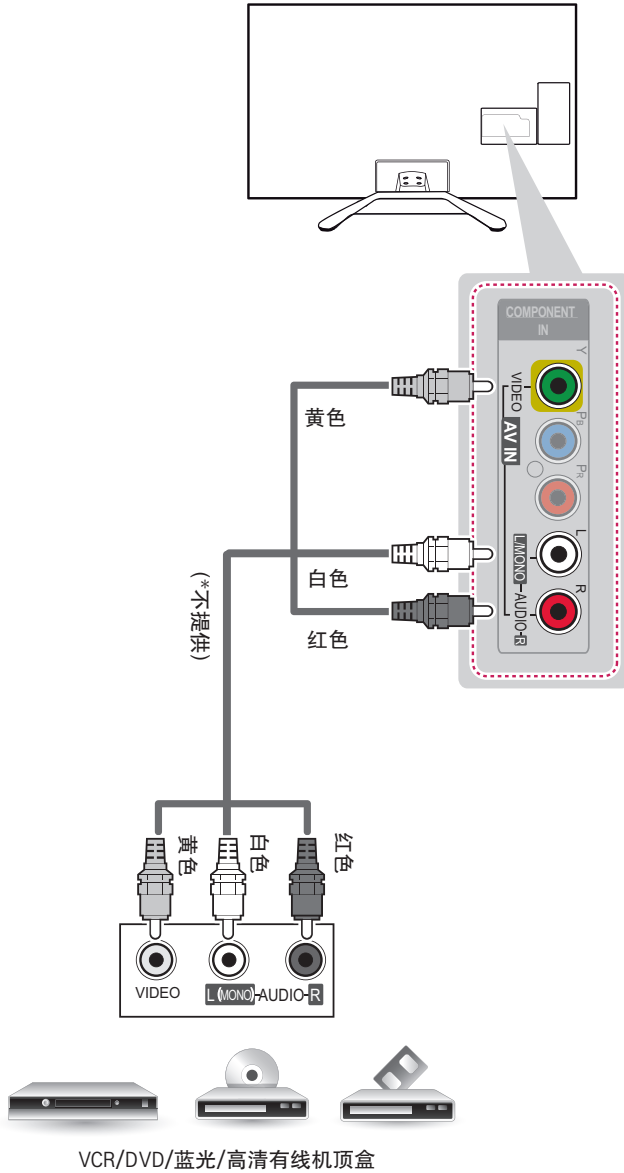 COMPONENT
IN
Y
VIDEO
PB
AV IN
PR
L
L/MONO AUDIO R
R
黄色
白色
红色
(*不提供)
黄色
白色
红色
VIDEO
L(MONO)-AUDIO-R
VCR/DVD/蓝光/高清有线机顶盒